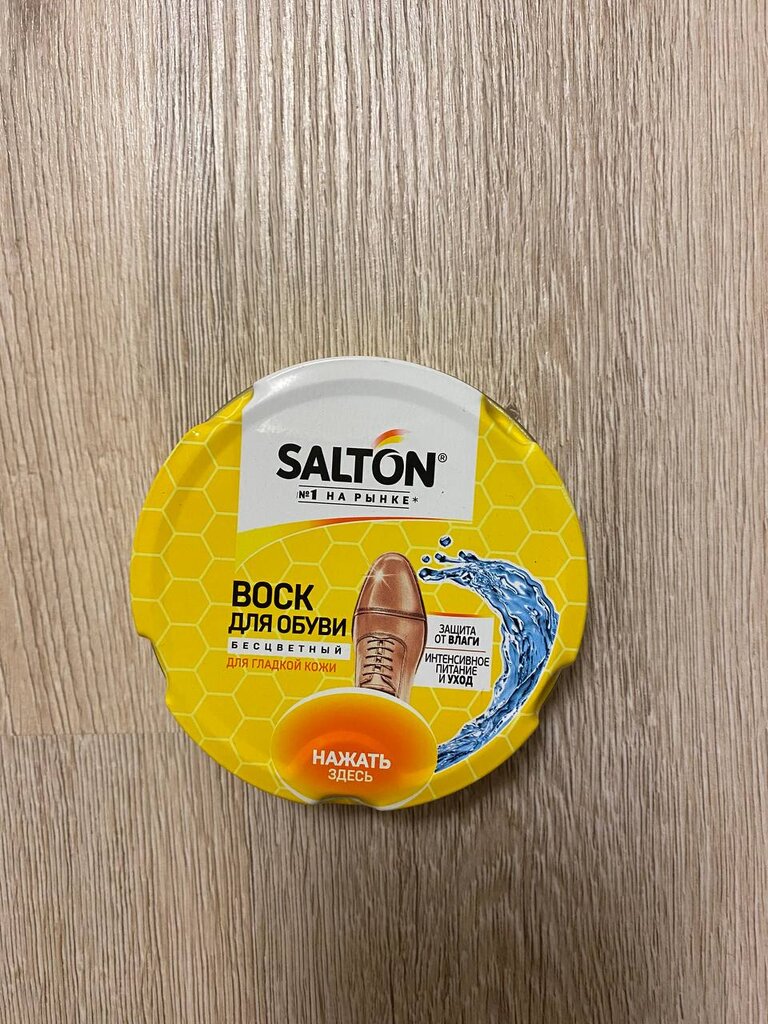 SALTON®
№1 НА РЫНКЕ*
ВОСК
ДЛЯ ОБУВИ
БЕСЦВЕТНЫЙ
ДЛЯ ГЛАДКОЙ КОЖИ
ЗАЩИТА
ОТ ВЛАГИ
ИНТЕНСИВНОЕ
ПИТАНИЕ
И УХОД
НАЖАТЬ
ЗДЕСЬ